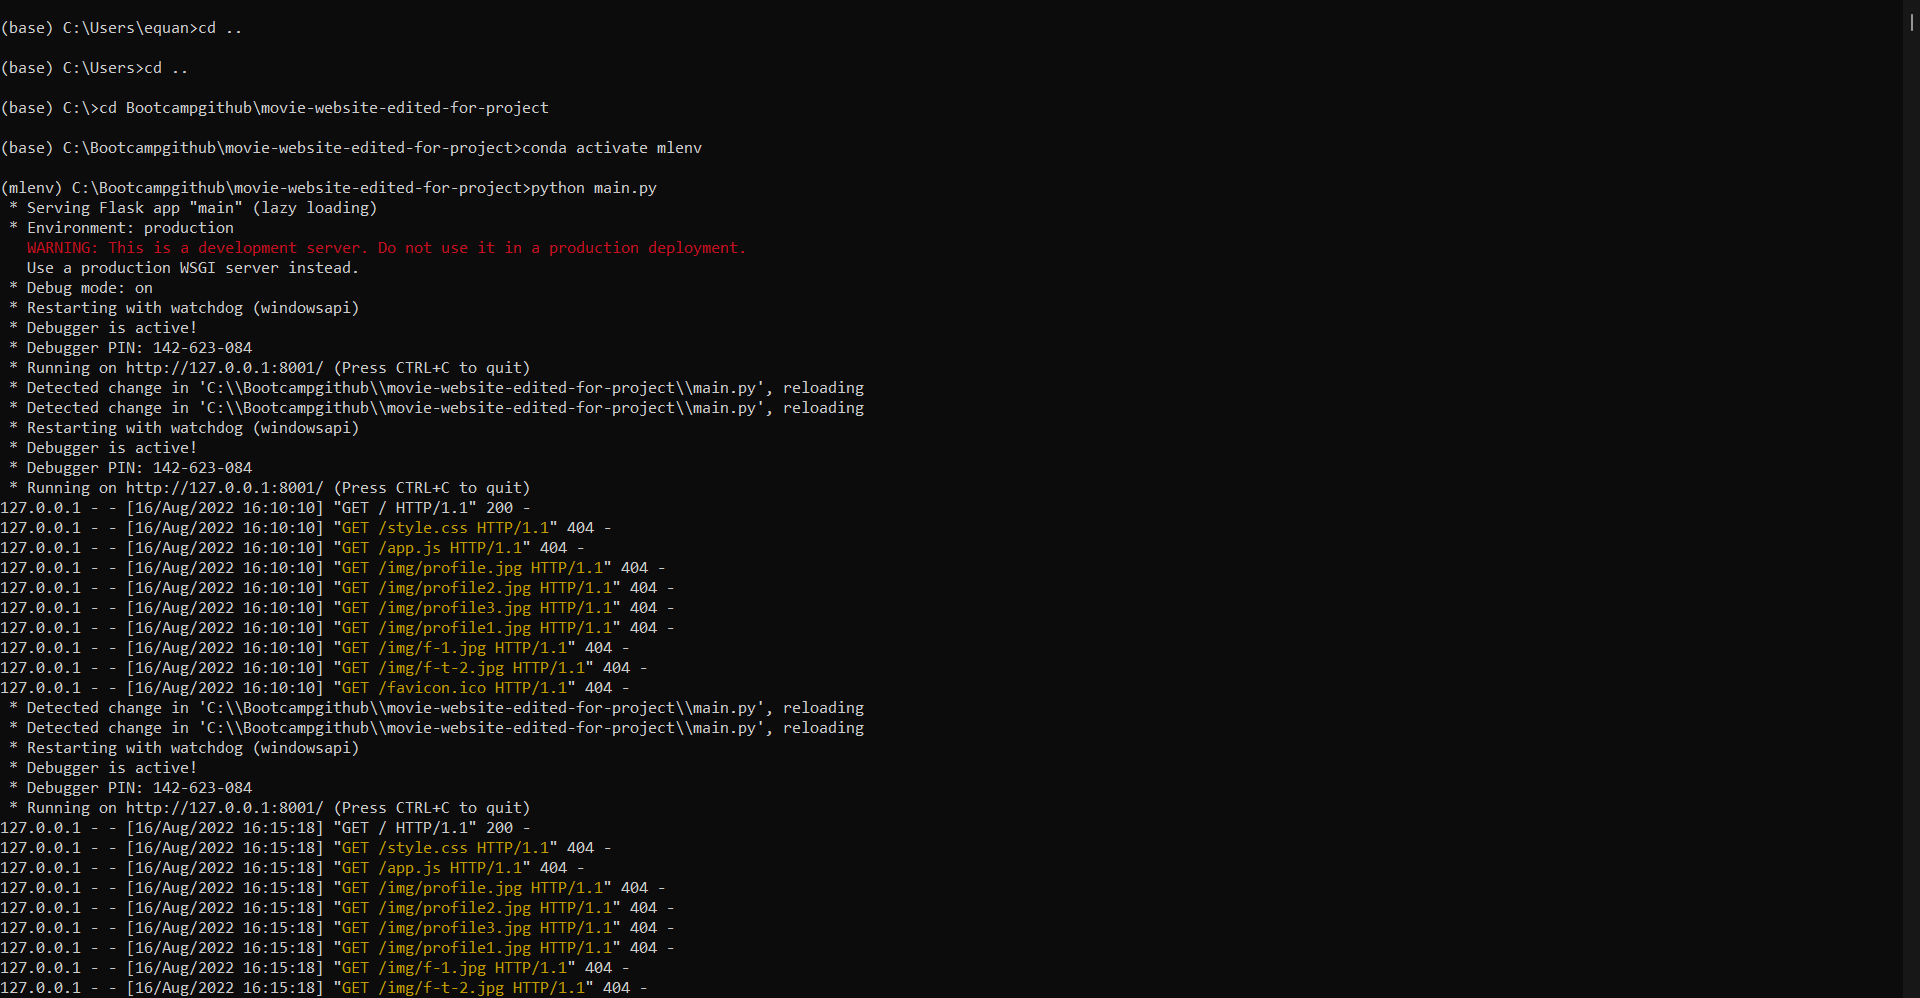 (base) C:\Users\equan>cd ..
(base) C:\Users>cd ..
(base) C:\>cd Bootcampgithub\movie-website-edited-for-project
(base) C:\Bootcampgithub\movie-website-edited-for-project>conda activate mlenv
(mlenv) C:\Bootcampgithub\movie-website-edited-for-project>python main.py
 * Serving Flask app "main" (lazy loading)
 * Environment: production
   WARNING: This is a development server. Do not use it in a production deployment.
   Use a production WSGI server instead.
 * Debug mode: on
 * Restarting with watchdog (windowsapi)
 * Debugger is active!
 * Debugger PIN: 142-623-084
 * Running on http://127.0.0.1:8001/ (Press CTRL+C to quit)
 * Detected change in 'C:\\Bootcampgithub\\movie-website-edited-for-project\\main.py', reloading
 * Detected change in 'C:\\Bootcampgithub\\movie-website-edited-for-project\\main.py', reloading
 * Restarting with watchdog (windowsapi)
 * Debugger is active!
 * Debugger PIN: 142-623-084
 * Running on http://127.0.0.1:8001/ (Press CTRL+C to quit)
127.0.0.1 - - [16/Aug/2022 16:10:10] "GET / HTTP/1.1" 200 -
127.0.0.1 - - [16/Aug/2022 16:10:10] "GET /style.css HTTP/1.1" 404 -
127.0.0.1 - - [16/Aug/2022 16:10:10] "GET /app.js HTTP/1.1" 404 -
127.0.0.1 - - [16/Aug/2022 16:10:10] "GET /img/profile.jpg HTTP/1.1" 404 -
127.0.0.1 - - [16/Aug/2022 16:10:10] "GET /img/profile2.jpg HTTP/1.1" 404 -
127.0.0.1 - - [16/Aug/2022 16:10:10] "GET /img/profile3.jpg HTTP/1.1" 404 -
127.0.0.1 - - [16/Aug/2022 16:10:10] "GET /img/profile1.jpg HTTP/1.1" 404 -
127.0.0.1 - - [16/Aug/2022 16:10:10] "GET /img/f-1.jpg HTTP/1.1" 404 -
127.0.0.1 - - [16/Aug/2022 16:10:10] "GET /img/f-t-2.jpg HTTP/1.1" 404 -
127.0.0.1 - - [16/Aug/2022 16:10:10] "GET /favicon.ico HTTP/1.1" 404 -
 * Detected change in 'C:\\Bootcampgithub\\movie-website-edited-for-project\\main.py', reloading
 * Detected change in 'C:\\Bootcampgithub\\movie-website-edited-for-project\\main.py', reloading
 * Restarting with watchdog (windowsapi)
 * Debugger is active!
 * Debugger PIN: 142-623-084
 * Running on http://127.0.0.1:8001/ (Press CTRL+C to quit)
127.0.0.1 - - [16/Aug/2022 16:15:18] "GET / HTTP/1.1" 200 -
127.0.0.1 - - [16/Aug/2022 16:15:18] "GET /style.css HTTP/1.1" 404 -
127.0.0.1 - - [16/Aug/2022 16:15:18] "GET /app.js HTTP/1.1" 404 -
127.0.0.1 - - [16/Aug/2022 16:15:18] "GET /img/profile.jpg HTTP/1.1" 404 -
127.0.0.1 - - [16/Aug/2022 16:15:18] "GET /img/profile2.jpg HTTP/1.1" 404 -
127.0.0.1 - - [16/Aug/2022 16:15:18] "GET /img/profile3.jpg HTTP/1.1" 404 -
127.0.0.1 - - [16/Aug/2022 16:15:18] "GET /img/profile1.jpg HTTP/1.1" 404 -
127.0.0.1 - - [16/Aug/2022 16:15:18] "GET /img/f-1.jpg HTTP/1.1" 404 -
127.0.0.1 - - [16/Aug/2022 16:15:18] "GET /img/f-t-2.jpg HTTP/1.1" 404 -